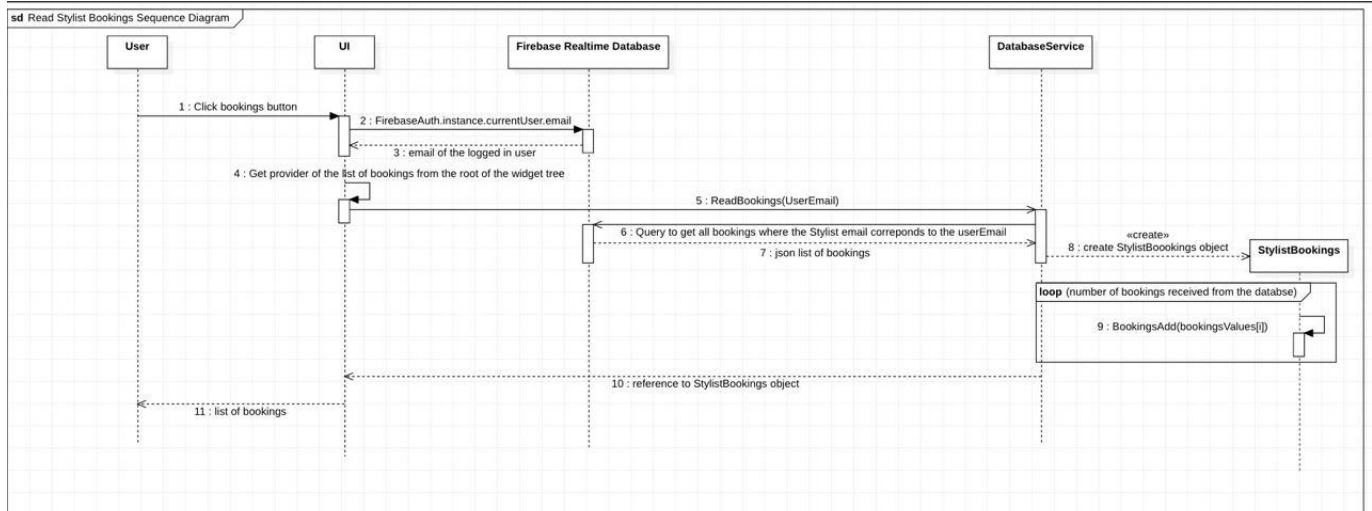 sd Read Stylist Bookings Sequence Diagram
User
UI
Firebase Realtime Database
DatabaseService
1 : Click bookings button
2 : FirebaseAuth.instance.currentUser.email
3 : email of the logged in user
4 : Get provider of the list of bookings from the root of the widget tree
5 : ReadBookings(UserEmail)
6 : Query to get all bookings where the Stylist email correponds to the userEmail
7 : json list of bookings
«create»
8 : create StylistBoookings object
StylistBookings
loop (number of bookings received from the databse)
9 : BookingsAdd(bookingsValues[i])
10 : reference to StylistBookings object
11 : list of bookings